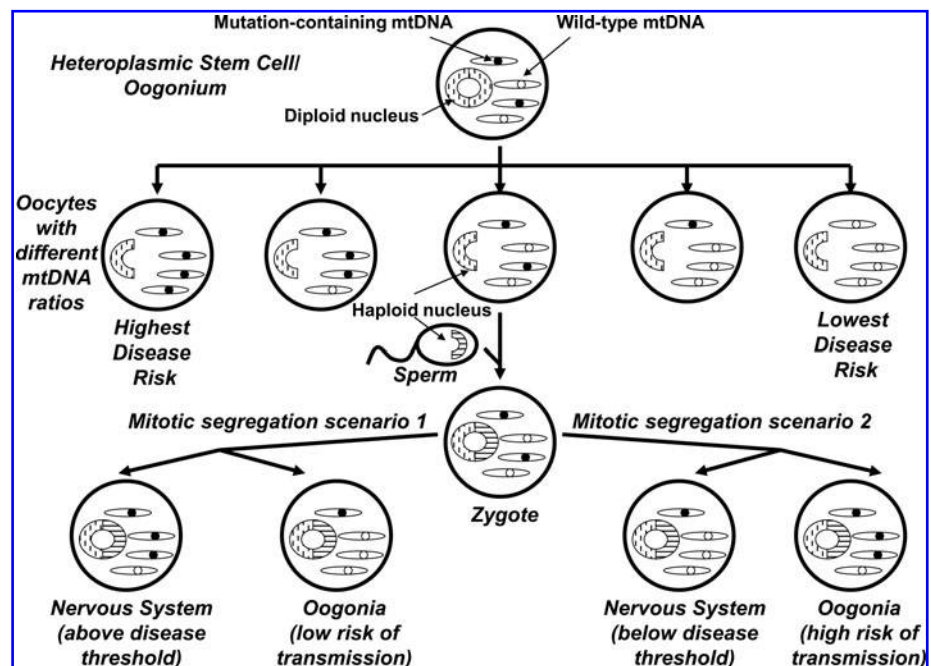 Mutation-containing mtDNA
Wild-type mtDNA
Heteroplasmic Stem Cell/
Oogonium
Diploid nucleus
Oocytes
with
different
mtDNA
ratios
Highest
Disease
Risk
Haploid nucleus
Lowest
Disease
Risk
Sperm
Mitotic segregation scenario 1
Mitotic segregation scenario 2
Zygote
Nervous System
(above disease
threshold)
Oogonia
(low risk of
transmission)
Nervous System
(below disease
threshold)
Oogonia
(high risk of
transmission)